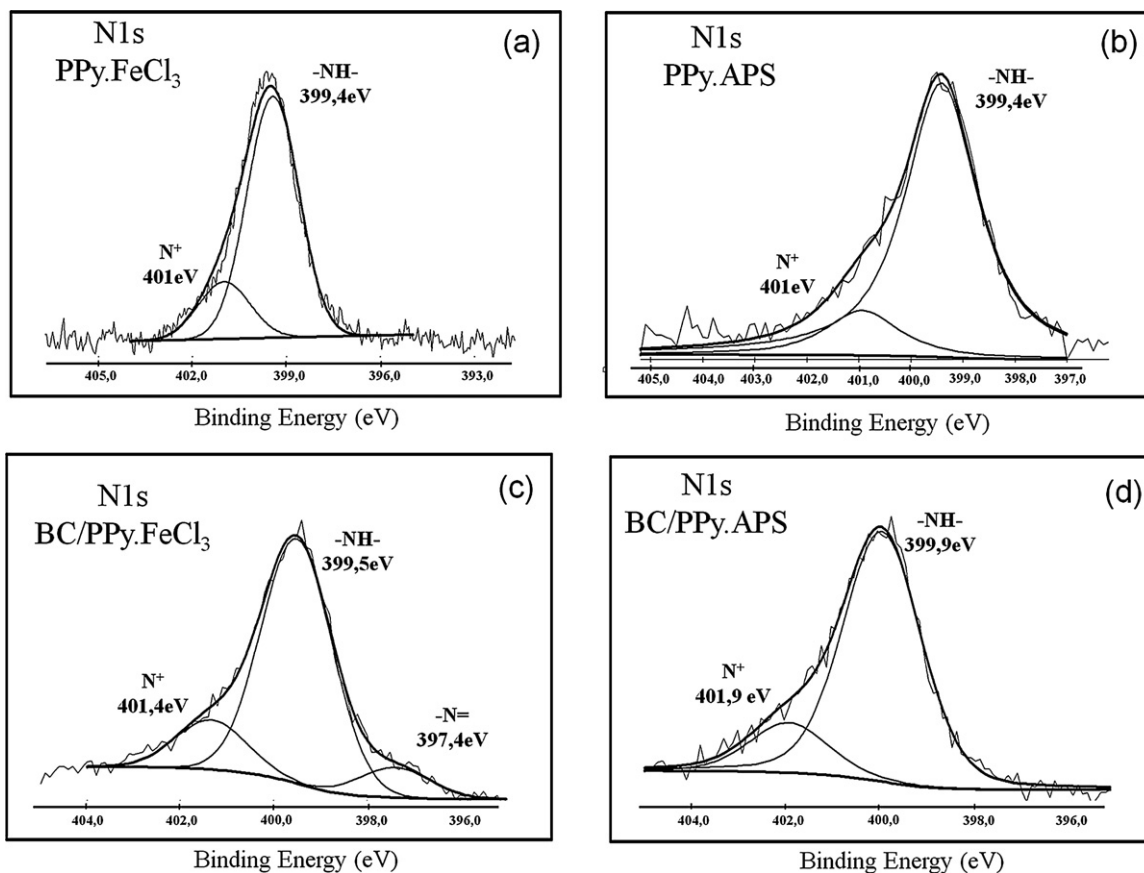 N1s
PPy.FeCl₃
(a)
-NH-
399,4eV
N⁺
401eV
405,0 402,0 399,0 396,0 393,0
Binding Energy (eV)
N1s
PPy.APS
(b)
-NH-
399,4eV
N⁺
401eV
405,0 404,0 403,0 402,0 401,0 400,0 399,0 398,0 397,0
Binding Energy (eV)
N1s
BC/PPy.FeCl₃
(c)
-NH-
399,5eV
N⁺
401,4eV
-N=
397,4eV
404,0 402,0 400,0 398,0 396,0
Binding Energy (eV)
N1s
BC/PPy.APS
(d)
-NH-
399,9eV
N⁺
401,9 eV
404,0 402,0 400,0 398,0 396,0
Binding Energy (eV)